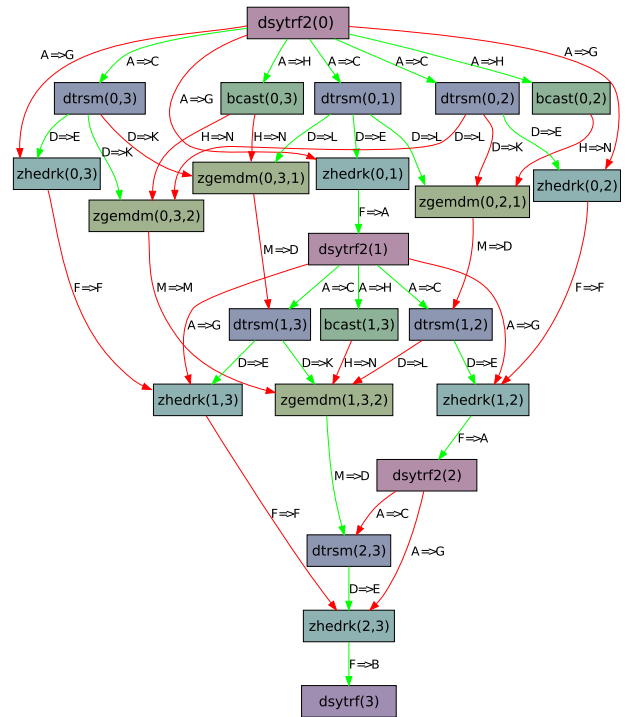 dsytrf2(0)
A=>G A=>C A=>H A=>C A=>C A=>H A=>G
dtrsm(0,3) bcast(0,3) dtrsm(0,1) dtrsm(0,2) bcast(0,2)
A=>G
D=>E D=>K H=>N H=>N D=>L D=>E D=>L D=>L D=>E
D=>K D=>K H=>N
zhedrk(0,3) zgemdm(0,3,1) zhedrk(0,1) zhedrk(0,2)
zgemdm(0,3,2) zgemdm(0,2,1)
F=>A
dsytrf2(1)
M=>D M=>D
F=>F M=>M A=>C A=>H A=>C F=>F
dtrsm(1,3) bcast(1,3) dtrsm(1,2)
A=>G A=>G
D=>E D=>K H=>N D=>L D=>E
zhedrk(1,3) zgemdm(1,3,2) zhedrk(1,2)
F=>A
dsytrf2(2)
M=>D
F=>F A=>C
dtrsm(2,3) A=>G
D=>E
zhedrk(2,3)
F=>B
dsytrf(3)